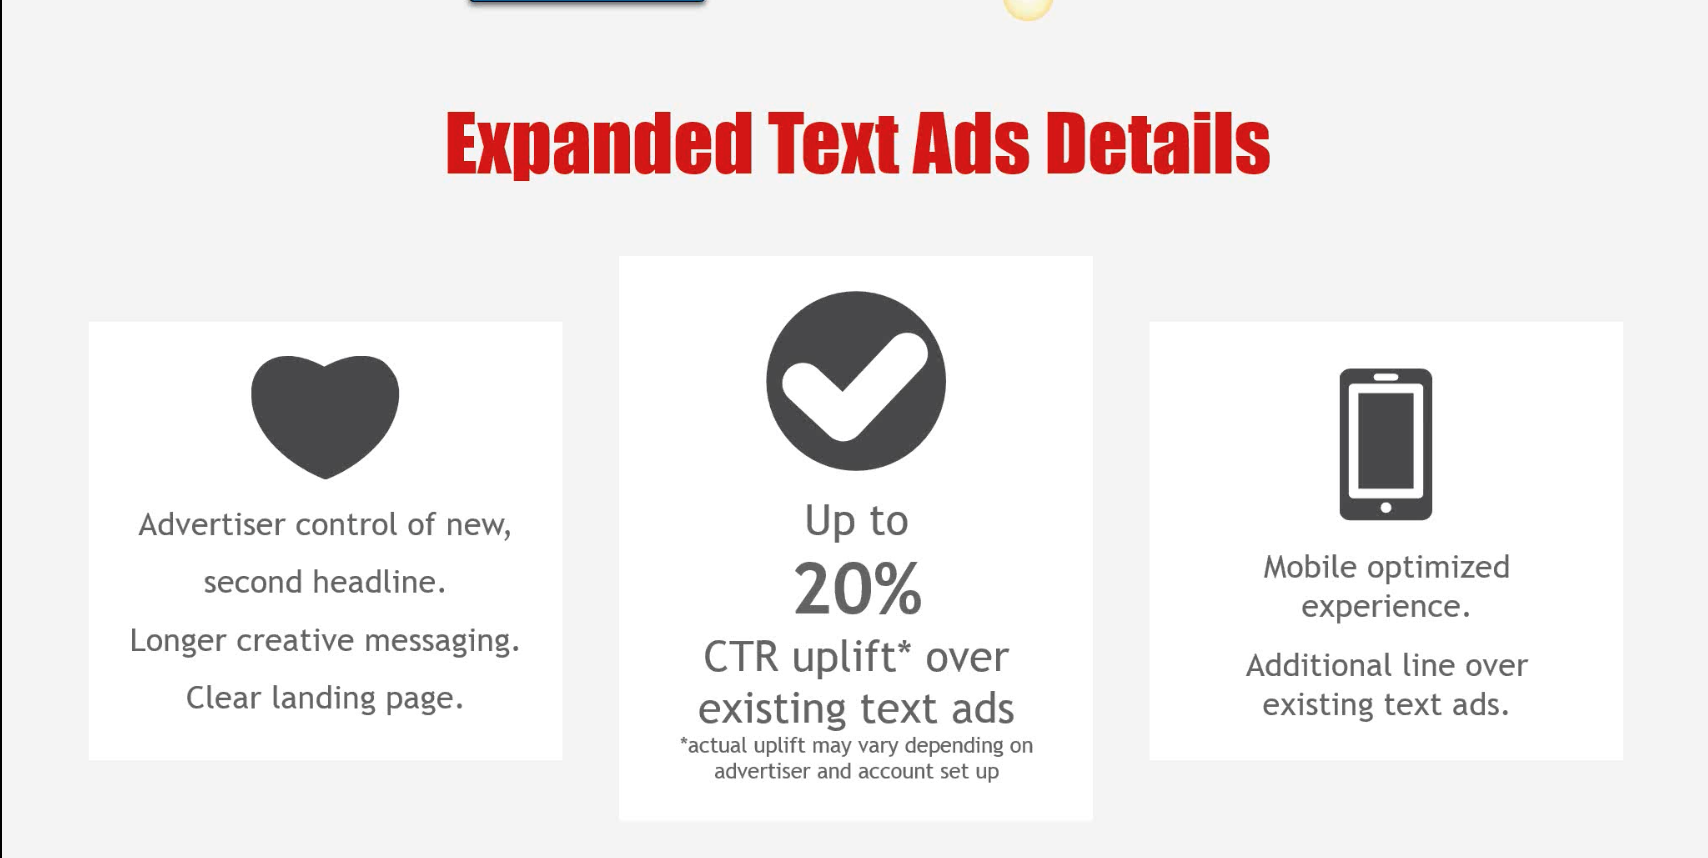 Expanded Text Ads Details
Advertiser control of new,
second headline.
Longer creative messaging.
Clear landing page.
Up to
20%
CTR uplift* over
existing text ads
*actual uplift may vary depending on
advertiser and account set up
Mobile optimized
experience.
Additional line over
existing text ads.